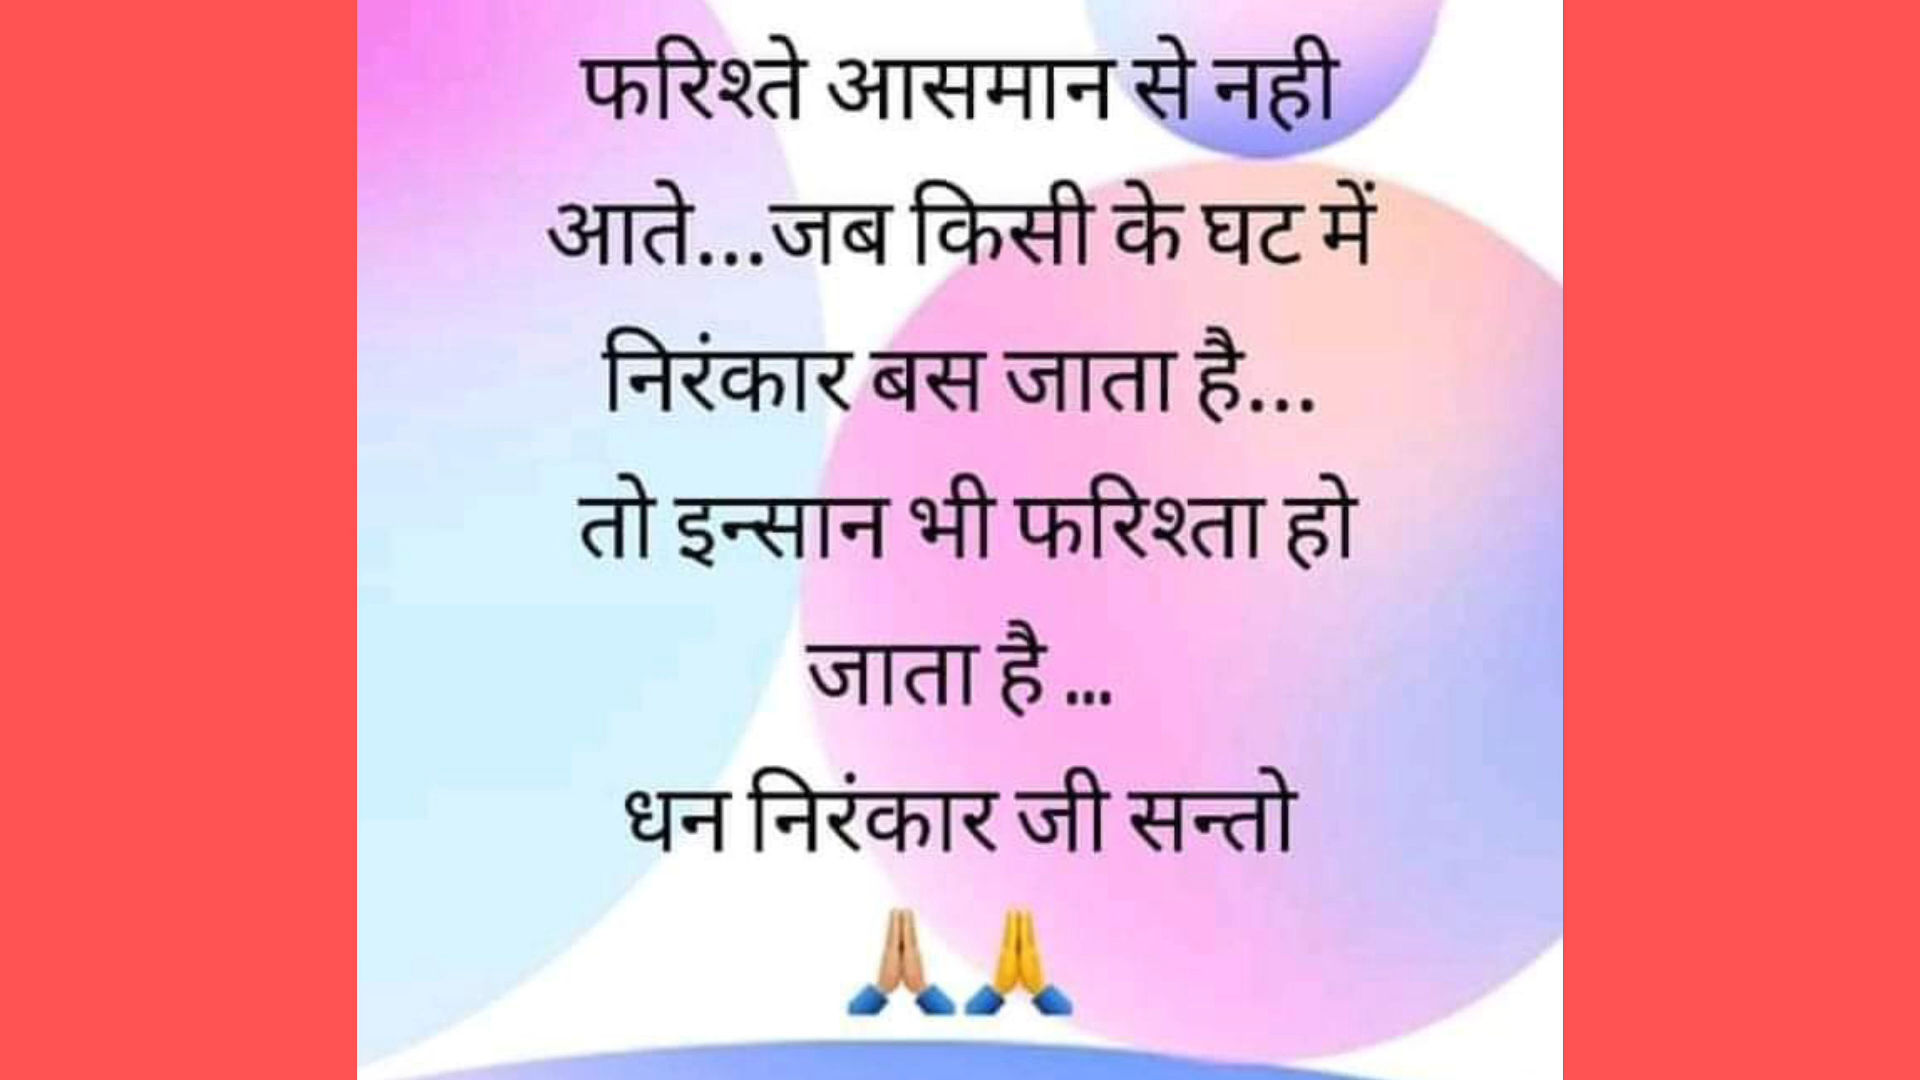 फरिश्ते आसमान से नही
आते...जब किसी के घट में
निरंकार बस जाता है...
तो इन्सान भी फरिश्ता हो
जाता है ...
धन निरंकार जी सन्तो
🙏🏼🙏